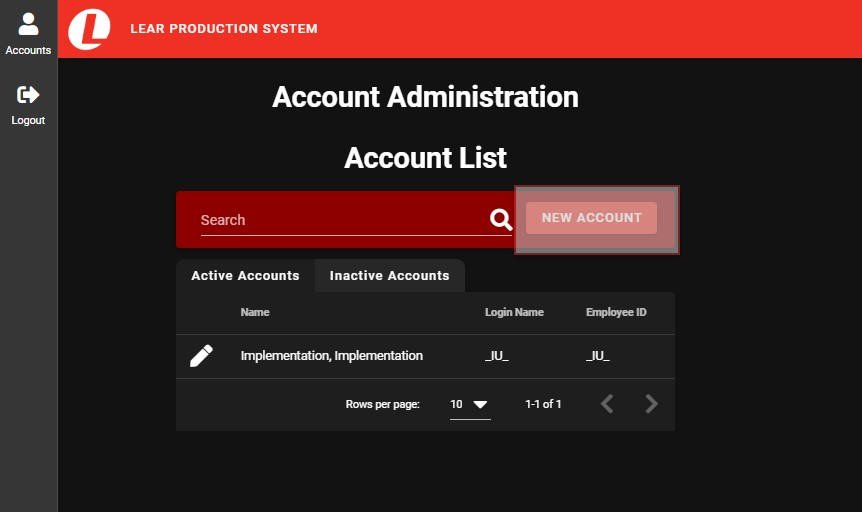 Accounts
Logout
L
LEAR PRODUCTION SYSTEM
Account Administration
Account List
Search
NEW ACCOUNT
Active Accounts Inactive Accounts
Name Login Name Employee ID
Implementation, Implementation _IU_ _IU_
Rows per page: 10 1-1 of 1